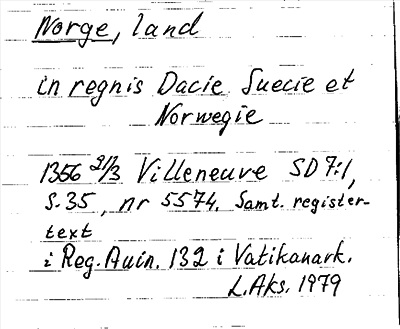 Norge, land
in regnis Dacie Suecie et
Norwegie
1356 21/3 Villeneuve SD 7:1,
S. 35, nr 5574. Samt. register-
text
i Reg. Avin. 132 i Vatikanark.
L. Aks. 1979